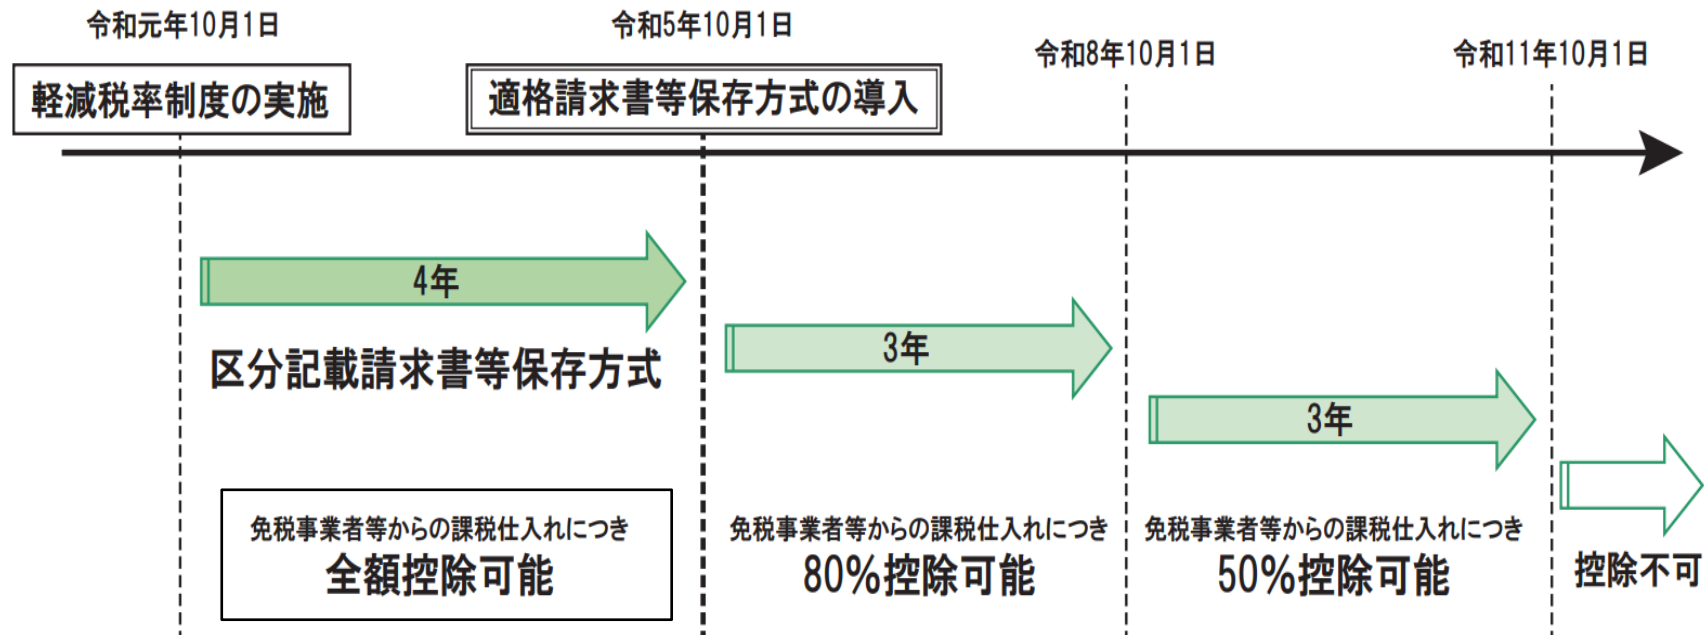 令和元年10月1日
令和5年10月1日
令和8年10月1日
令和11年10月1日
軽減税率制度の実施
適格請求書等保存方式の導入
4年
区分記載請求書等保存方式
3年
3年
免税事業者等からの課税仕入れにつき
全額控除可能
免税事業者等からの課税仕入れにつき
80%控除可能
免税事業者等からの課税仕入れにつき
50%控除可能
控除不可